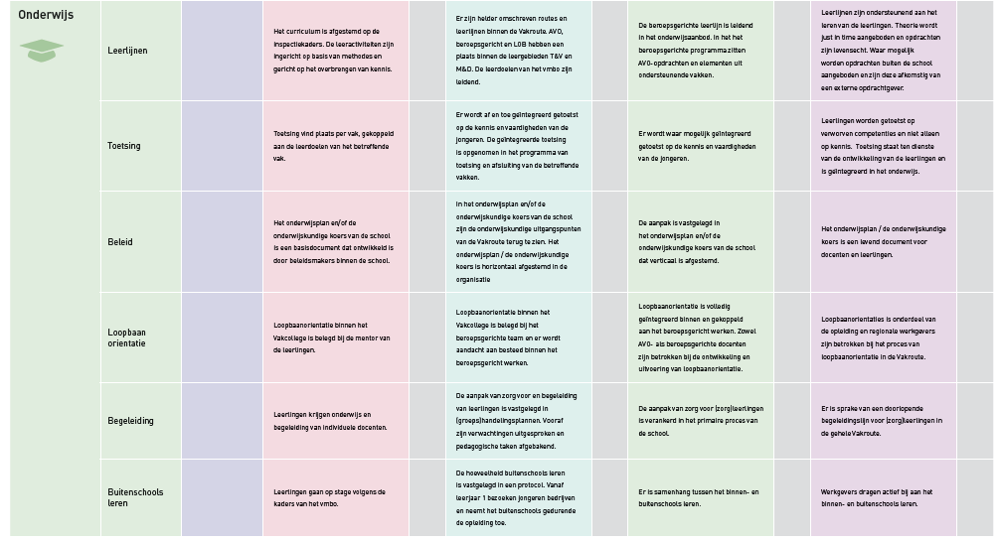 Onderwijs
Leerlijnen
Het curriculum is afgestemd op de
inspectiekaders. De leeractiviteiten zijn
ingericht op basis van methodes en
gericht op het overbrengen van kennis.
Er zijn helder omschreven routes en
leerlijnen binnen de Vakroute. AVO,
beroepsgericht en LOB hebben een
plaats binnen de leergebieden T&V en
M&D. De leerdoelen van het vmbo zijn
leidend.
De beroepsgerichte leerlijn is leidend
in het onderwijsaanbod. In het het
beroepsgerichte programma zitten
AVO-opdrachten en elementen uit
ondersteunende vakken.
Leerlijnen zijn ondersteunend aan het
leren van de leerlingen. Theorie wordt
just in time aangeboden en opdrachten
zijn levensecht. Waar mogelijk
worden opdrachten buiten de school
aangeboden en zijn deze afkomstig van
een externe opdrachtgever.
Toetsing
Toetsing vind plaats per vak, gekoppeld
aan de leerdoelen van het betreffende
vak.
Er wordt af en toe geïntegreerd getoetst
op de kennis en vaardigheden van de
jongeren. De geïntegreerde toetsing
is opgenomen in het programma van
toetsing en afsluiting van de betreffende
vakken.
Er wordt waar mogelijk geïntegreerd
getoetst op de kennis en vaardigheden
van de jongeren.
Leerlingen worden getoetst op
verworven competenties en niet alleen
op kennis. Toetsing staat ten dienste
van de ontwikkeling van de leerlingen en
is geïntegreerd in het onderwijs.
Beleid
Het onderwijsplan en/of de
onderwijskundige koers van de school
is een basisdocument dat ontwikkeld is
door beleidsmakers binnen de school.
In het onderwijsplan en/of de
onderwijskundige koers van de school
zijn de onderwijskundige uitgangspunten
van de Vakroute terug te zien. Het
onderwijsplan / de onderwijskundige
koers is horizontaal afgestemd in de
organisatie
De aanpak is vastgelegd in
het onderwijsplan en/of de
onderwijskundige koers van de school
dat verticaal is afgestemd.
Het onderwijsplan / de onderwijskundige
koers is een levend document voor
docenten en leerlingen.
Loopbaan
orientatie
Loopbaanorientatie binnen het
Vakcollege is belegd bij de mentor van
de leerlingen.
Loopbaanorientatie binnen het
Vakcollege is belegd bij het
beroepsgerichte team en er wordt
aandacht aan besteed binnen het
beroepsgericht werken.
Loopbaanorientatie is volledig
geïntegreerd binnen en gekoppeld
aan het beroepsgericht werken. Zowel
AVO- als beroepsgerichte docenten
zijn betrokken bij de ontwikkeling en
uitvoering van loopbaanorientatie.
Loopbaanorientaties is onderdeel van
de opleiding en regionale werkgevers
zijn betrokken bij het proces van
loopbaanorientatie in de Vakroute.
Begeleiding
Leerlingen krijgen onderwijs en
begeleiding van individuele docenten.
De aanpak van zorg voor en begeleiding
van leerlingen is vastgelegd in
(groeps)handelingsplannen. Vooraf
zijn verwachtingen uitgesproken en
pedagogische taken afgebakend.
De aanpak van zorg voor (zorg)leerlingen
is verankerd in het primaire proces van
de school.
Er is sprake van een doorlopende
begeleidingslijn voor (zorg)leerlingen in
de gehele Vakroute.
Buitenschools
leren
Leerlingen gaan op stage volgens de
kaders van het vmbo.
De hoeveelheid buitenschools leren
is vastgelegd in een protocol. Vanaf
leerjaar 1 bezoeken jongeren bedrijven
en neemt het buitenschools gedurende
de opleiding toe.
Er is samenhang tussen het binnen- en
buitenschools leren.
Werkgevers dragen actief bij aan het
binnen- en buitenschools leren.